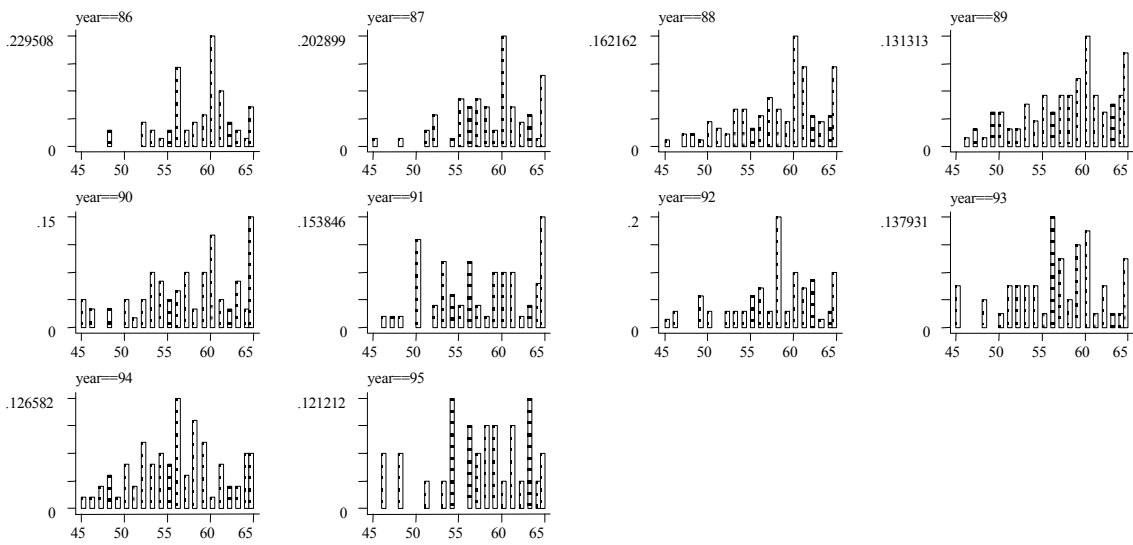 year==86 year==87 year==88 year==89
.229508 .202899 .162162 .131313
0 0 0 0
45 50 55 60 65 45 50 55 60 65 45 50 55 60 65 45 50 55 60 65
year==90 year==91 year==92 year==93
.15 .153846 .2 .137931
0 0 0 0
45 50 55 60 65 45 50 55 60 65 45 50 55 60 65 45 50 55 60 65
year==94 year==95
.126582 .121212
0 0
45 50 55 60 65 45 50 55 60 65